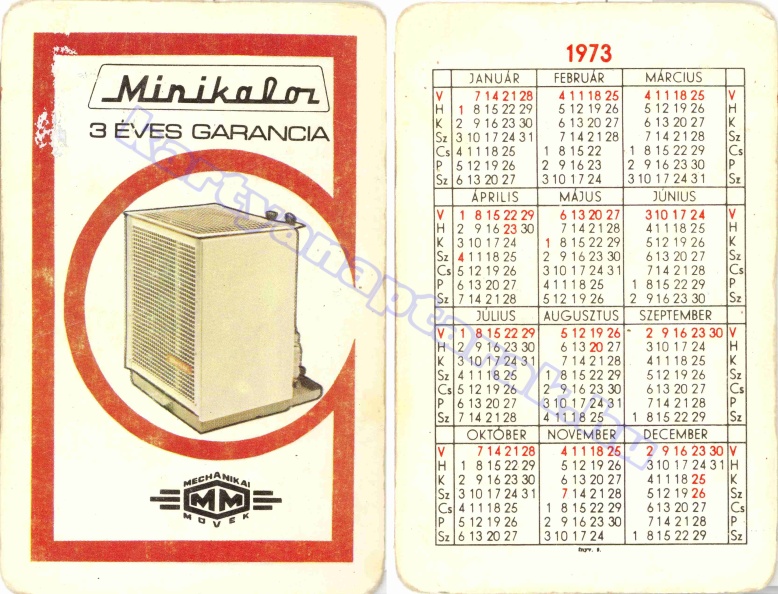 Minikalor
3 ÉVES GARANCIA
MECHANIKAI
MM
MŰVEK
kartyanaptarak.hu
1973
JANUÁR FEBRUÁR MÁRCIUS
V 7 14 21 28 4 11 18 25 4 11 18 25 V
H 1 8 15 22 29 5 12 19 26 5 12 19 26 H
K 2 9 16 23 30 6 13 20 27 6 13 20 27 K
Sz 3 10 17 24 31 7 14 21 28 7 14 21 28 Sz
Cs 4 11 18 25 1 8 15 22 1 8 15 22 29 Cs
P 5 12 19 26 2 9 16 23 2 9 16 23 30 P
Sz 6 13 20 27 3 10 17 24 3 10 17 24 31 Sz
ÁPRILIS MÁJUS JÚNIUS
V 1 8 15 22 29 6 13 20 27 3 10 17 24 V
H 2 9 16 23 30 7 14 21 28 4 11 18 25 H
K 3 10 17 24 1 8 15 22 29 5 12 19 26 K
Sz 4 11 18 25 2 9 16 23 30 6 13 20 27 Sz
Cs 5 12 19 26 3 10 17 24 31 7 14 21 28 Cs
P 6 13 20 27 4 11 18 25 1 8 15 22 29 P
Sz 7 14 21 28 5 12 19 26 2 9 16 23 30 Sz
JÚLIUS AUGUSZTUS SZEPTEMBER
V 1 8 15 22 29 5 12 19 26 2 9 16 23 30 V
H 2 9 16 23 30 6 13 20 27 3 10 17 24 H
K 3 10 17 24 31 7 14 21 28 4 11 18 25 K
Sz 4 11 18 25 1 8 15 22 29 5 12 19 26 Sz
Cs 5 12 19 26 2 9 16 23 30 6 13 20 27 Cs
P 6 13 20 27 3 10 17 24 31 7 14 21 28 P
Sz 7 14 21 28 4 11 18 25 1 8 15 22 29 Sz
OKTÓBER NOVEMBER DECEMBER
V 7 14 21 28 4 11 18 25 2 9 16 23 30 V
H 1 8 15 22 29 5 12 19 26 3 10 17 24 31 H
K 2 9 16 23 30 6 13 20 27 4 11 18 25 K
Sz 3 10 17 24 31 7 14 21 28 5 12 19 26 Sz
Cs 4 11 18 25 1 8 15 22 29 6 13 20 27 Cs
P 5 12 19 26 2 9 16 23 30 7 14 21 28 P
Sz 6 13 20 27 3 10 17 24 1 8 15 22 29 Sz